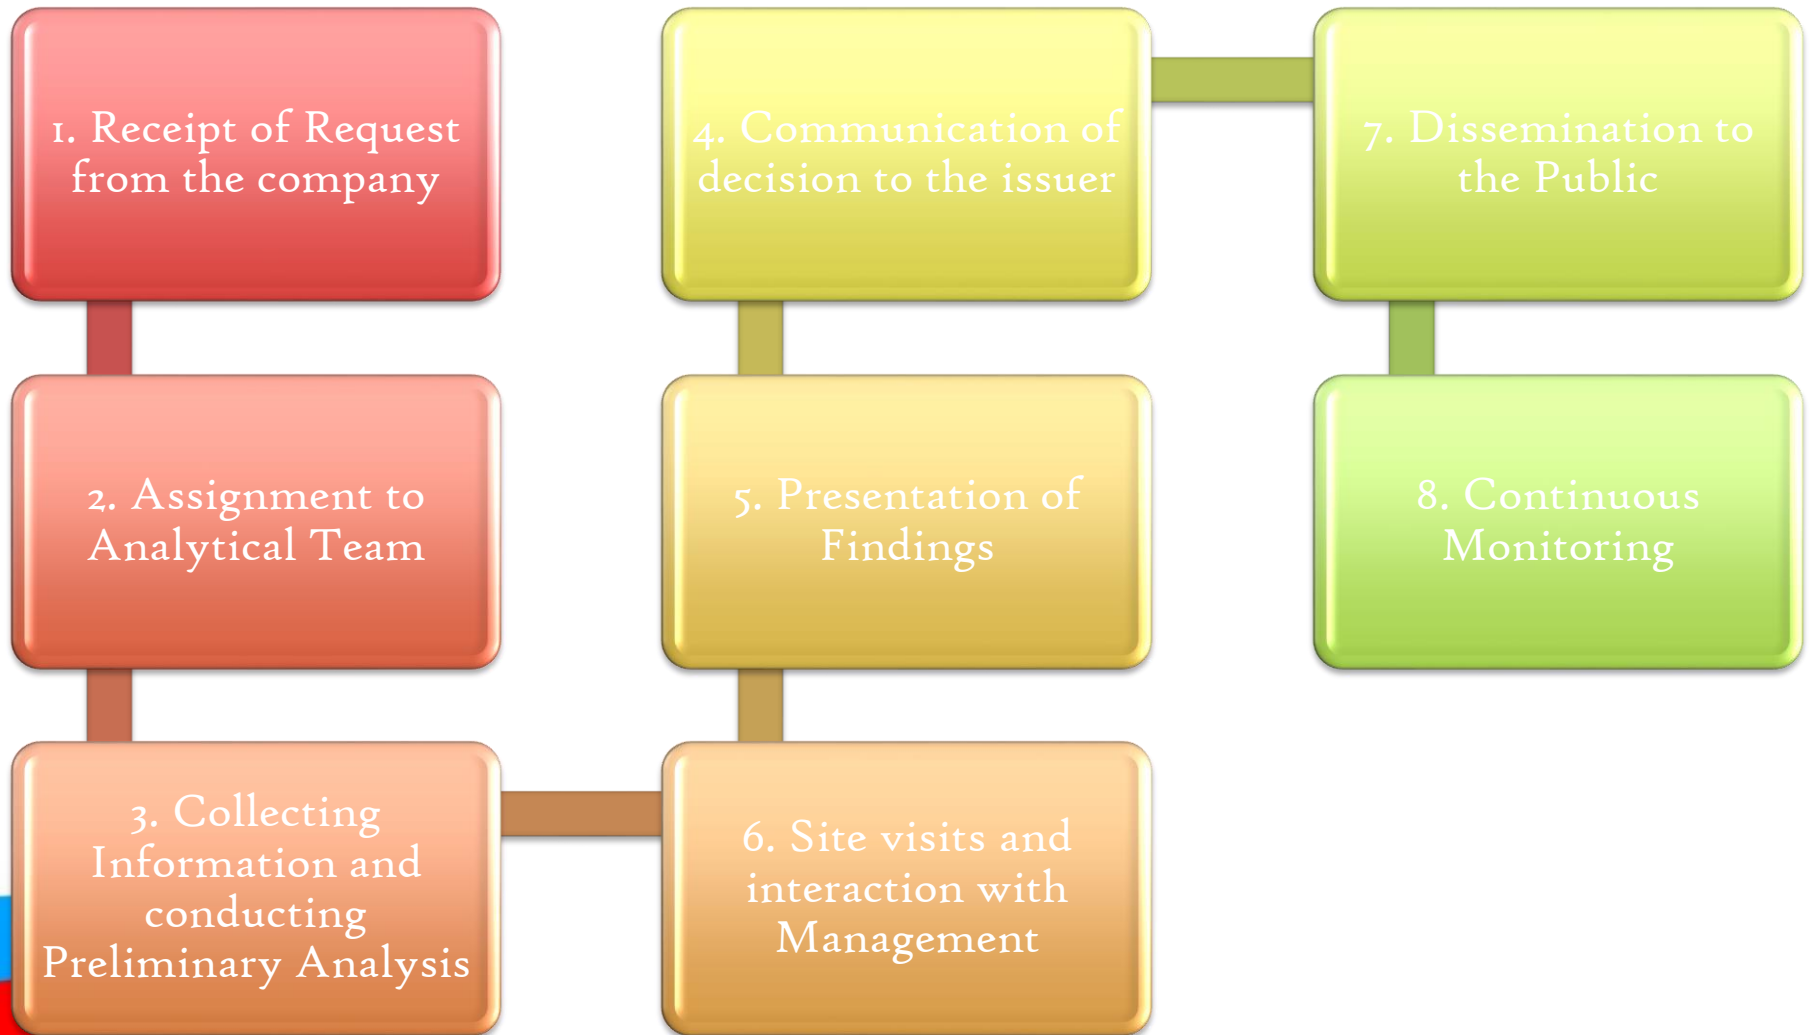 1. Receipt of Request
from the company
2. Assignment to
Analytical Team
3. Collecting
Information and
conducting
Preliminary Analysis
4. Communication of
decision to the issuer
5. Presentation of
Findings
6. Site visits and
interaction with
Management
7. Dissemination to
the Public
8. Continuous
Monitoring